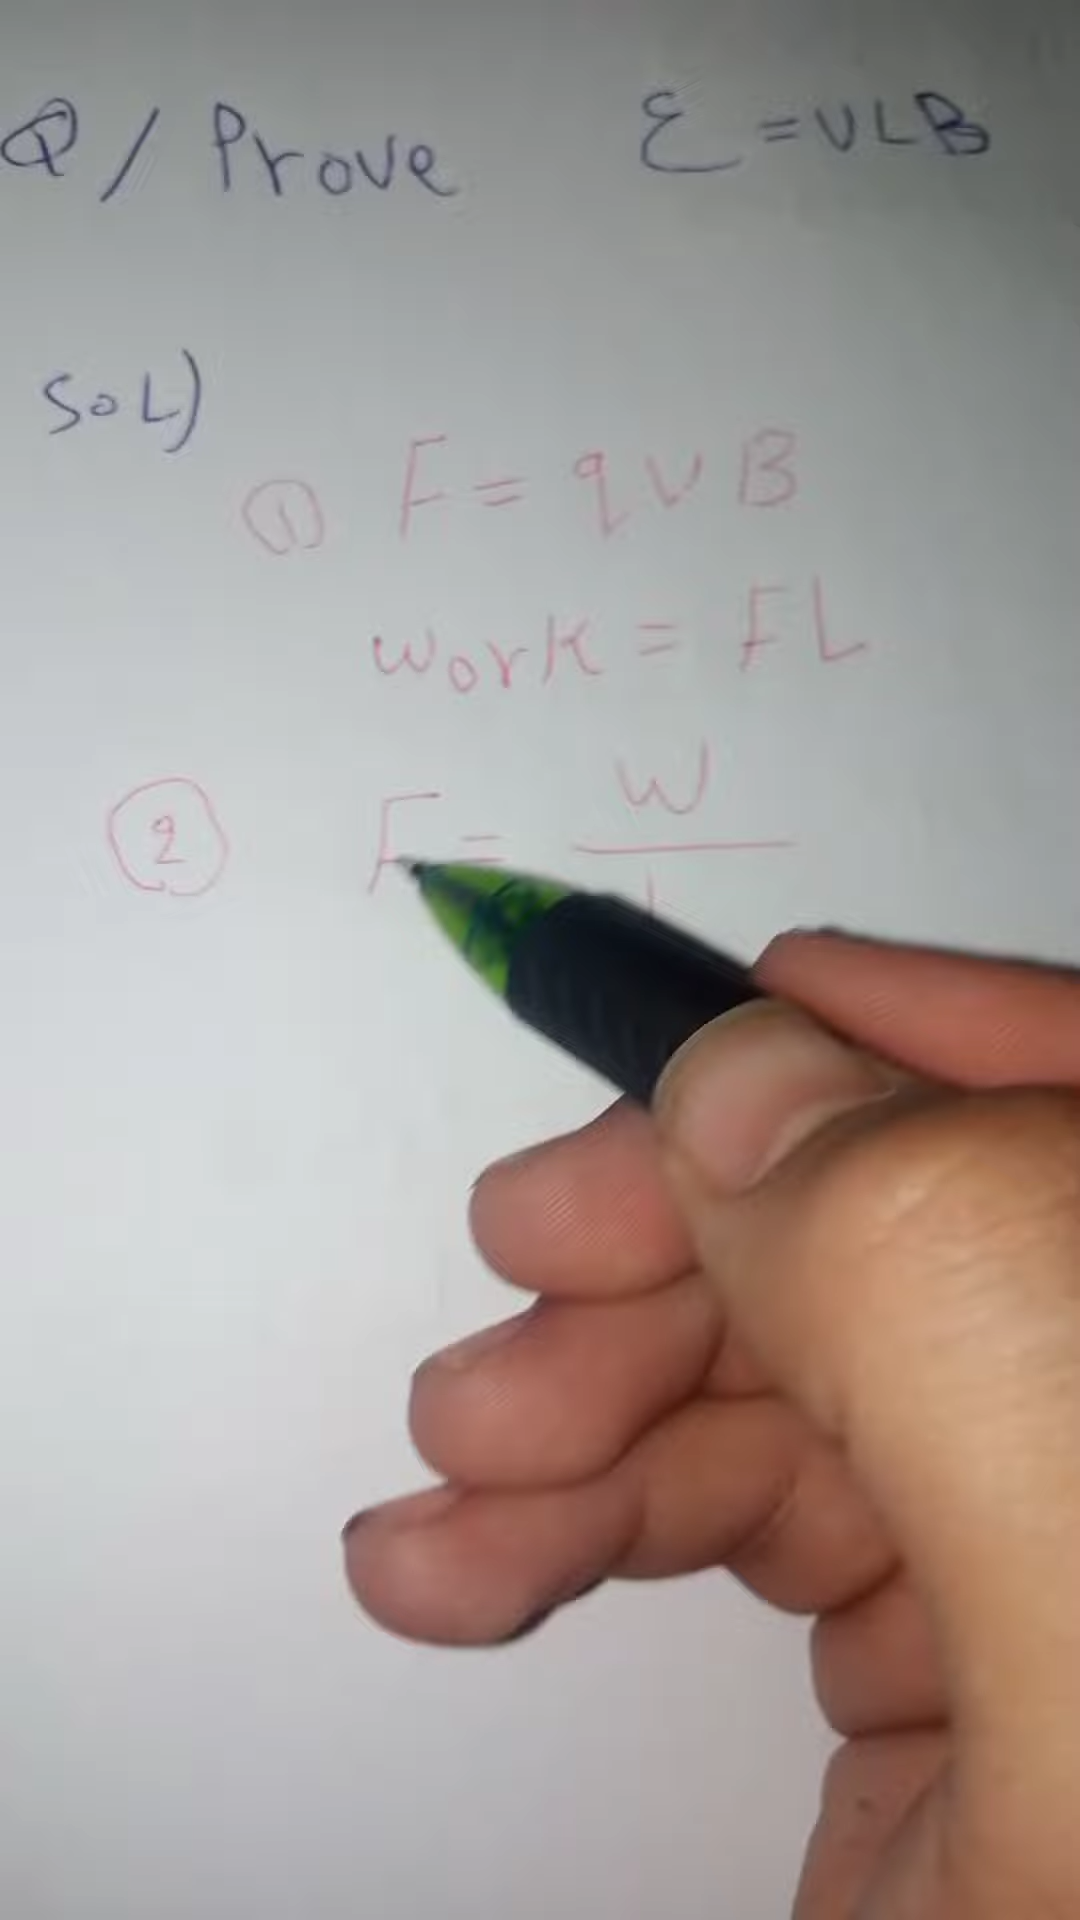 Q / Prove ε = VLB
SOL)
① F = qVB
work = FL
② F = W